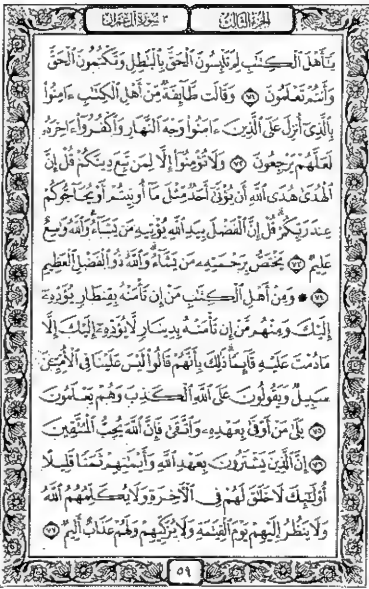 الجزء الثالث ٣ سورة آل عمران
يَٰٓأَهْلَ ٱلْكِتَٰبِ لِمَ تَلْبِسُونَ ٱلْحَقَّ بِٱلْبَٰطِلِ وَتَكْتُمُونَ ٱلْحَقَّ
وَأَنتُمْ تَعْلَمُونَ ٧١ وَقَالَت طَّآئِفَةٌ مِّنْ أَهْلِ ٱلْكِتَٰبِ ءَامِنُوا۟
بِٱلَّذِىٓ أُنزِلَ عَلَى ٱلَّذِينَ ءَامَنُوا۟ وَجْهَ ٱلنَّهَارِ وَٱكْفُرُوٓا۟ ءَاخِرَهُۥ
لَعَلَّهُمْ يَرْجِعُونَ ٧٢ وَلَا تُؤْمِنُوٓا۟ إِلَّا لِمَن تَبِعَ دِينَكُمْ قُلْ إِنَّ
ٱلْهُدَىٰ هُدَى ٱللَّهِ أَن يُؤْتَىٰٓ أَحَدٌ مِّثْلَ مَآ أُوتِيتُمْ أَوْ يُحَآجُّوكُمْ
عِندَ رَبِّكُمْ ۗ قُلْ إِنَّ ٱلْفَضْلَ بِيَدِ ٱللَّهِ يُؤْتِيهِ مَن يَشَآءُ ۗ وَٱللَّهُ وَٰسِعٌ
عَلِيمٌ ٧٣ يَخْتَصُّ بِرَحْمَتِهِۦ مَن يَشَآءُ ۗ وَٱللَّهُ ذُو ٱلْفَضْلِ ٱلْعَظِيمِ
٧٤ ۞ وَمِنْ أَهْلِ ٱلْكِتَٰبِ مَنْ إِن تَأْمَنْهُ بِقِنطَارٍ يُؤَدِّهِۦٓ
إِلَيْكَ وَمِنْهُم مَّنْ إِن تَأْمَنْهُ بِدِينَارٍ لَّا يُؤَدِّهِۦٓ إِلَيْكَ إِلَّا
مَا دُمْتَ عَلَيْهِ قَآئِمًا ۗ ذَٰلِكَ بِأَنَّهُمْ قَالُوا۟ لَيْسَ عَلَيْنَا فِى ٱلْأُمِّيِّۦنَ
سَبِيلٌ وَيَقُولُونَ عَلَى ٱللَّهِ ٱلْكَذِبَ وَهُمْ يَعْلَمُونَ
٧٥ بَلَىٰ مَنْ أَوْفَىٰ بِعَهْدِهِۦ وَٱتَّقَىٰ فَإِنَّ ٱللَّهَ يُحِبُّ ٱلْمُتَّقِينَ
٧٦ إِنَّ ٱلَّذِينَ يَشْتَرُونَ بِعَهْدِ ٱللَّهِ وَأَيْمَٰنِهِمْ ثَمَنًا قَلِيلًا
أُو۟لَٰٓئِكَ لَا خَلَٰقَ لَهُمْ فِى ٱلْءَاخِرَةِ وَلَا يُكَلِّمُهُمُ ٱللَّهُ
وَلَا يَنظُرُ إِلَيْهِمْ يَوْمَ ٱلْقِيَٰمَةِ وَلَا يُزَكِّيهِمْ وَلَهُمْ عَذَابٌ أَلِيمٌ ٧٧
٥٩